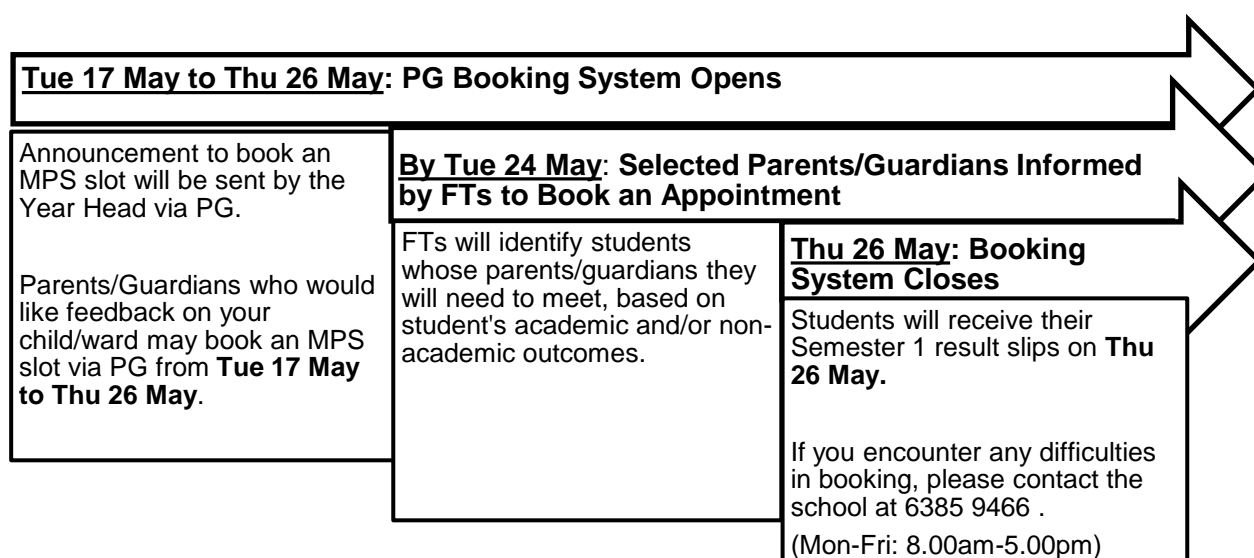 Tue 17 May to Thu 26 May: PG Booking System Opens
Announcement to book an
MPS slot will be sent by the
Year Head via PG.
Parents/Guardians who would
like feedback on your
child/ward may book an MPS
slot via PG from Tue 17 May
to Thu 26 May.
By Tue 24 May: Selected Parents/Guardians Informed
by FTs to Book an Appointment
FTs will identify students
whose parents/guardians they
will need to meet, based on
student's academic and/or non-
academic outcomes.
Thu 26 May: Booking
System Closes
Students will receive their
Semester 1 result slips on Thu
26 May.
If you encounter any difficulties
in booking, please contact the
school at 6385 9466 .
(Mon-Fri: 8.00am-5.00pm)